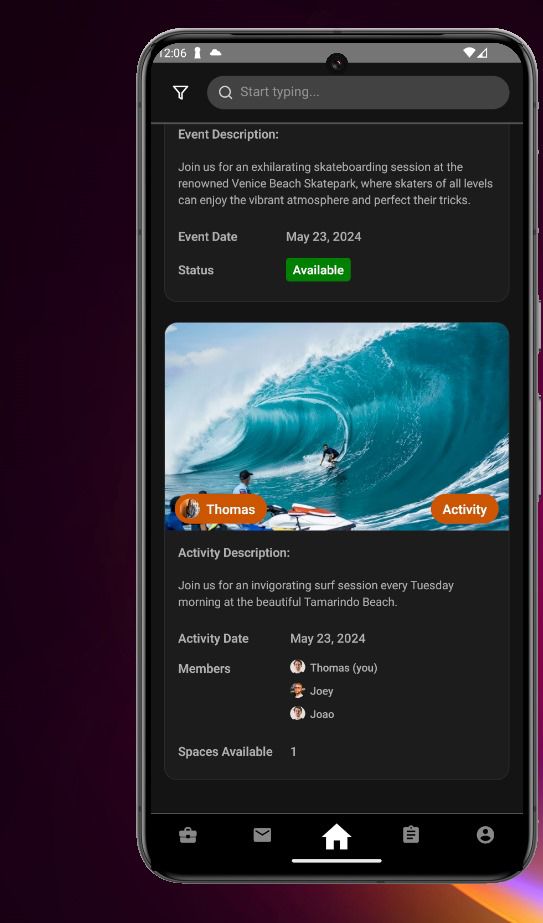 12:06
Start typing...
Event Description:
Join us for an exhilarating skateboarding session at the
renowned Venice Beach Skatepark, where skaters of all levels
can enjoy the vibrant atmosphere and perfect their tricks.
Event Date May 23, 2024
Status Available
Thomas Activity
Activity Description:
Join us for an invigorating surf session every Tuesday
morning at the beautiful Tamarindo Beach.
Activity Date May 23, 2024
Members Thomas (you)
Joey
Joao
Spaces Available 1